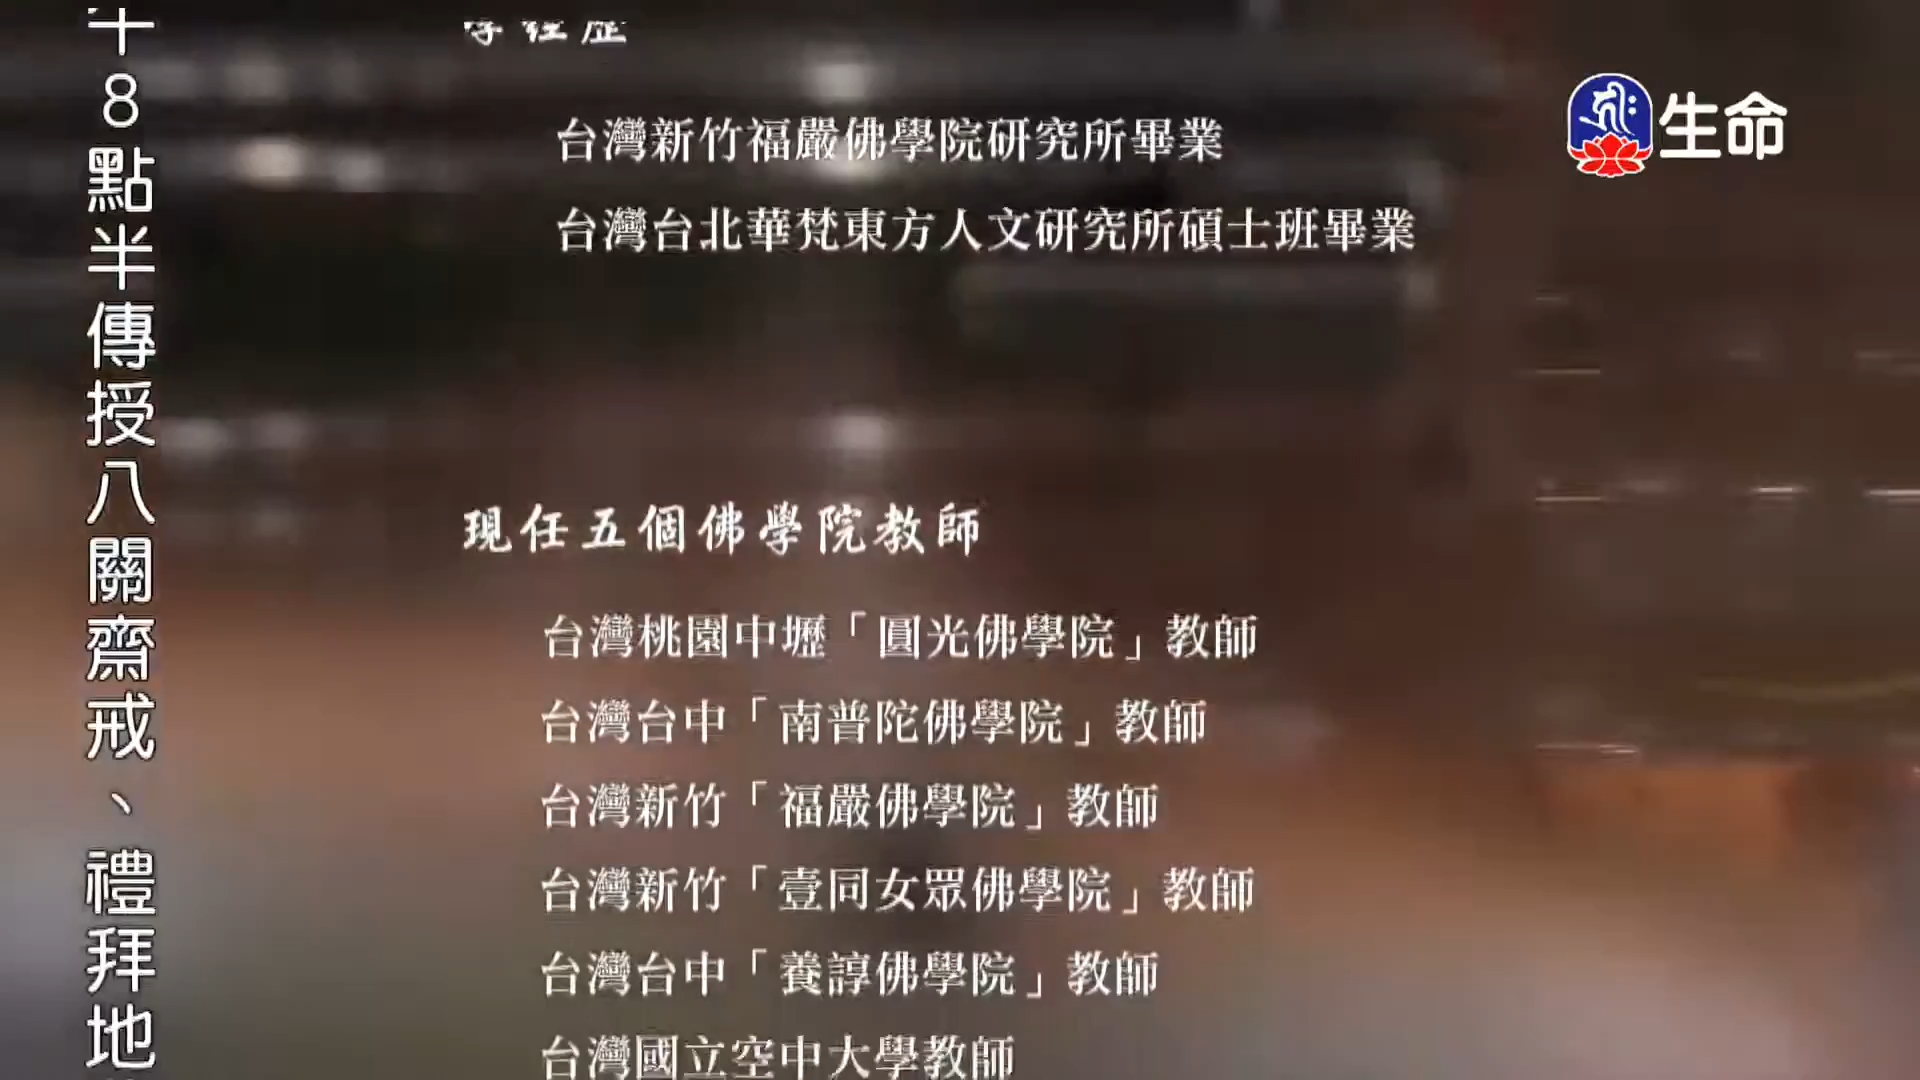 學經歷
台灣新竹福嚴佛學院研究所畢業
台灣台北華梵東方人文研究所碩士班畢業
現任五個佛學院教師
台灣桃園中壢「圓光佛學院」教師
台灣台中「南普陀佛學院」教師
台灣新竹「福嚴佛學院」教師
台灣新竹「壹同女眾佛學院」教師
台灣台中「養諄佛學院」教師
台灣國立空中大學教師
8點半傳授八關齋戒、禮拜地
生命